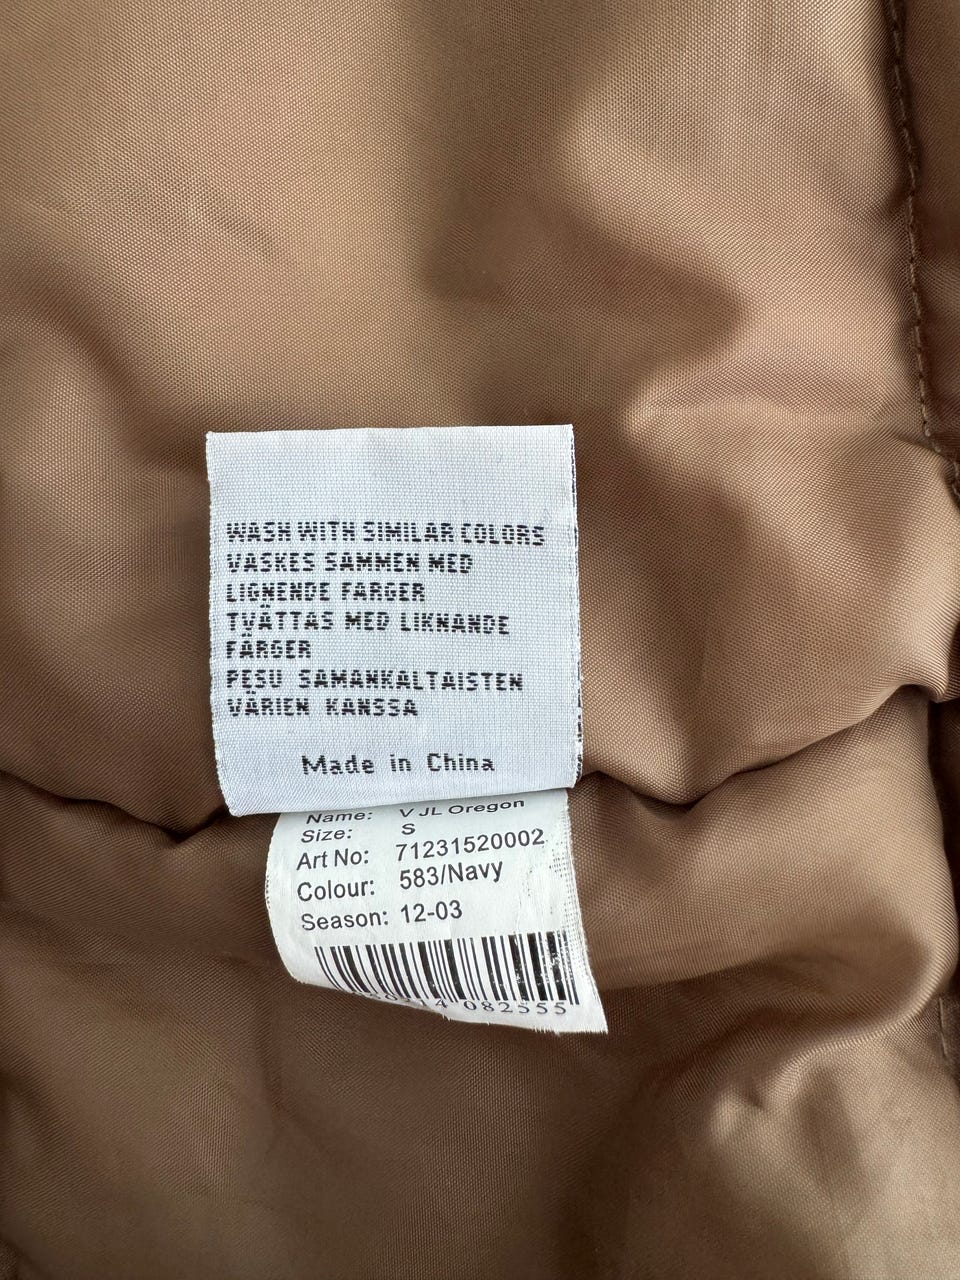 WASH WITH SIMILAR COLORS
VASKES SAMMEN MED
LIGNENDE FARGER
TVÄTTAS MED LIKNANDE
FÄRGER
PESU SAMANKALTAISTEN
VÄRIEN KANSSA
Made in China
Name: V JL Oregon
Size: S
Art No: 71231520002
Colour: 583/Navy
Season: 12-03
082555